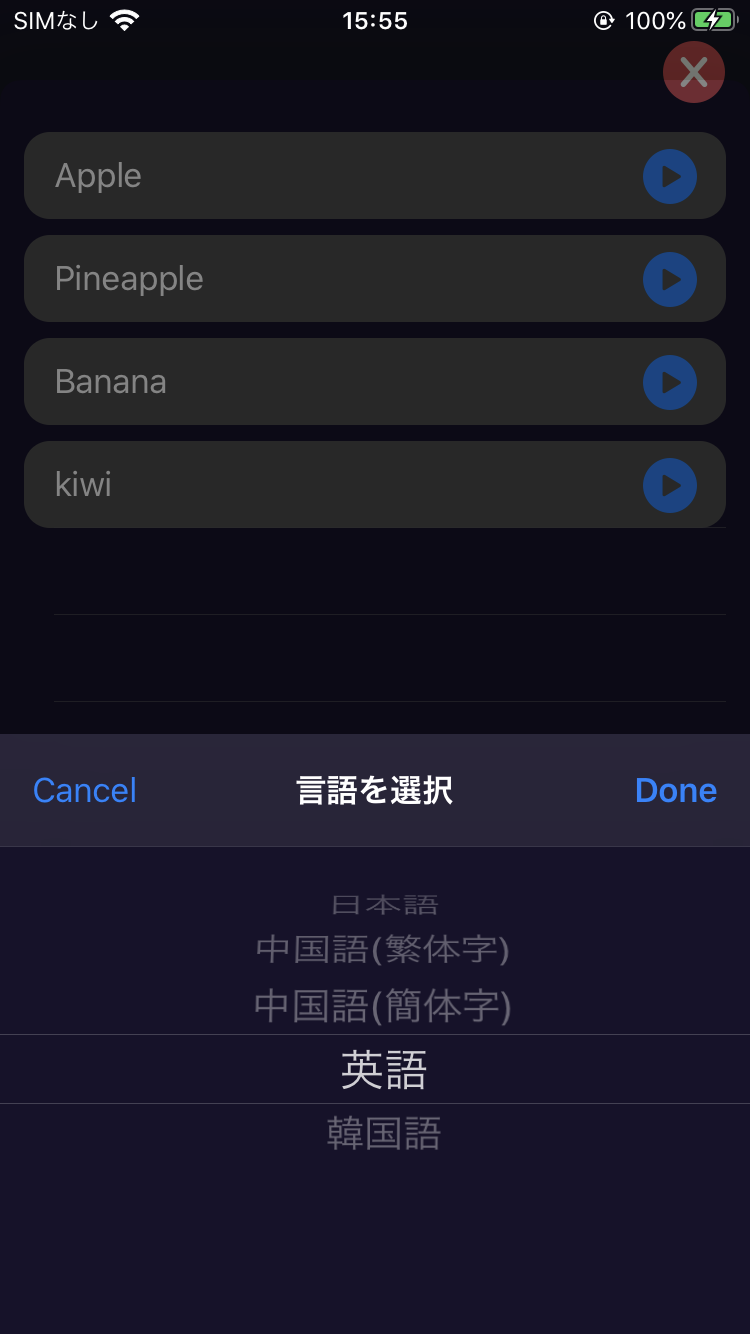 SIMなし 15:55 100%
Apple
Pineapple
Banana
kiwi
Cancel 言語を選択 Done
日本語
中国語(繁体字)
中国語(簡体字)
英語
韓国語